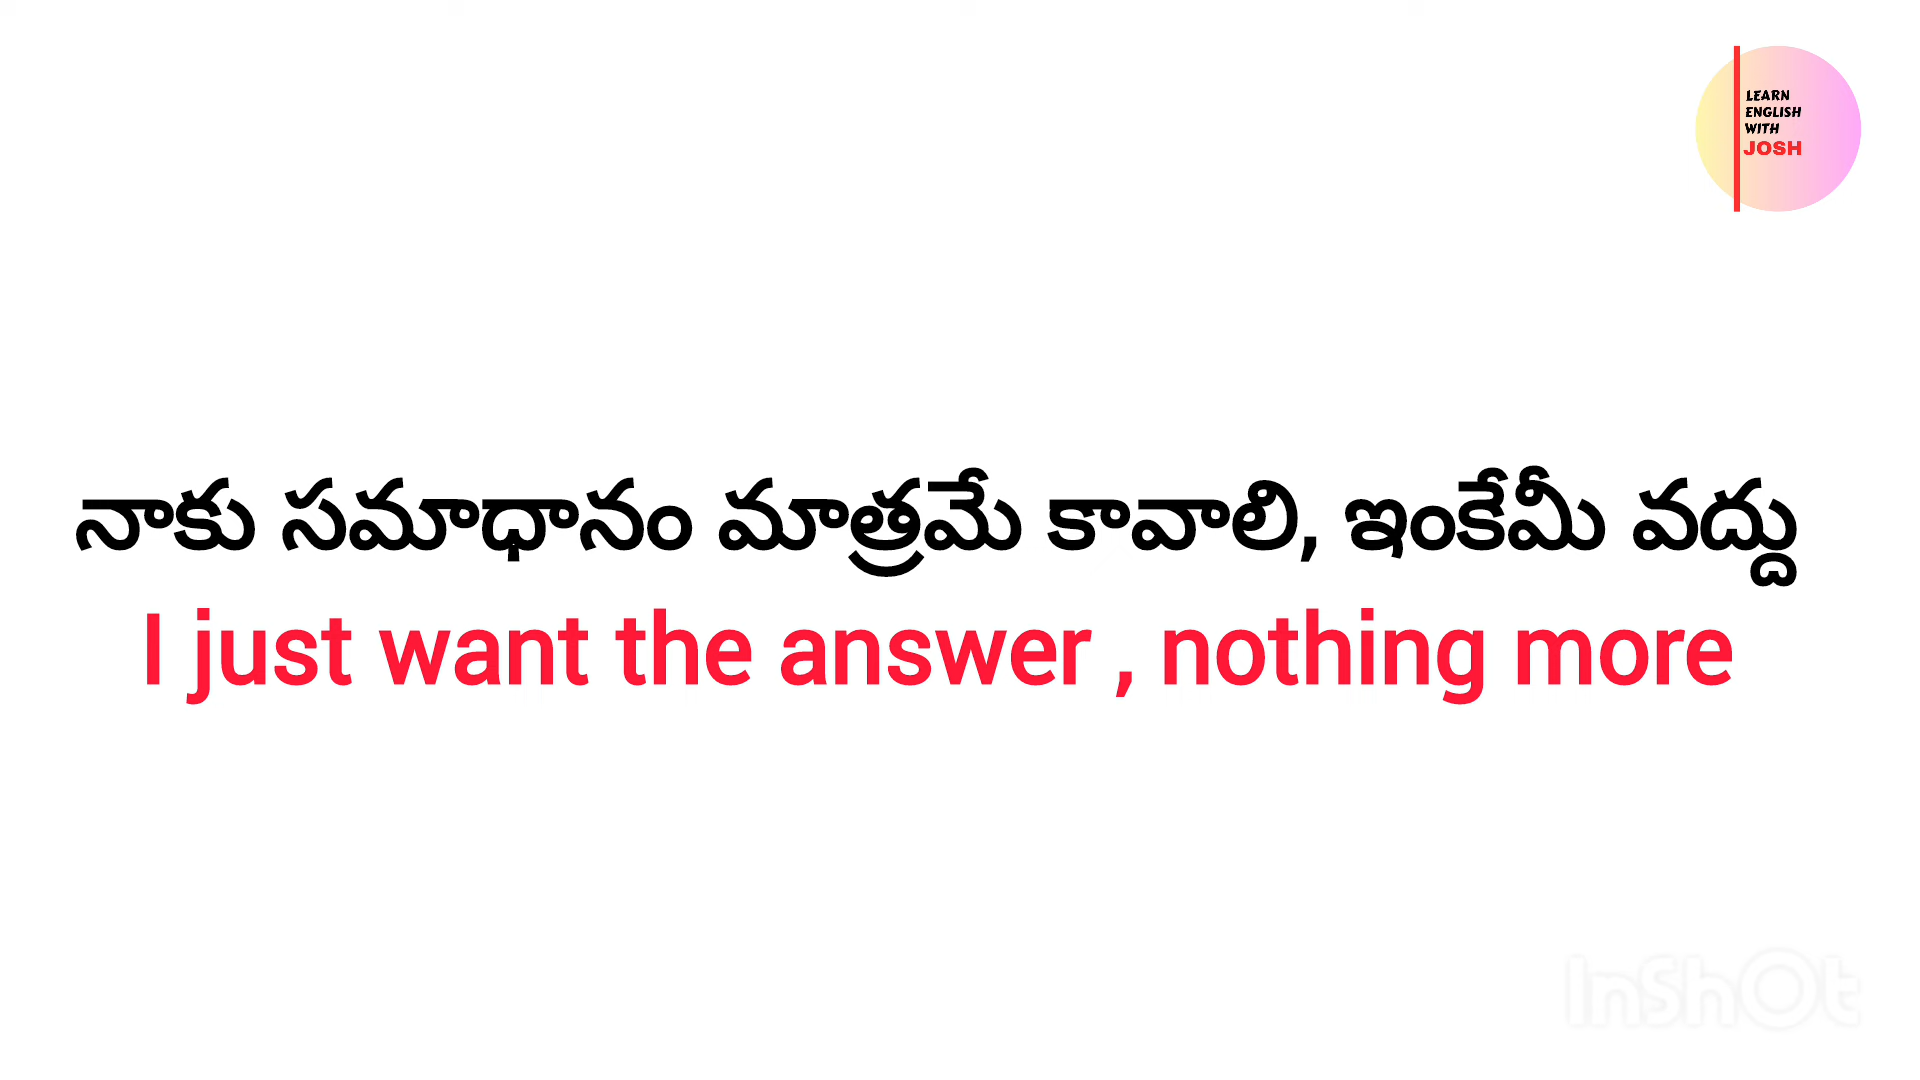 LEARN
ENGLISH
WITH
JOSH
నాకు సమాధానం మాత్రమే కావాలి, ఇంకేమీ వద్దు
I just want the answer , nothing more
InShOt